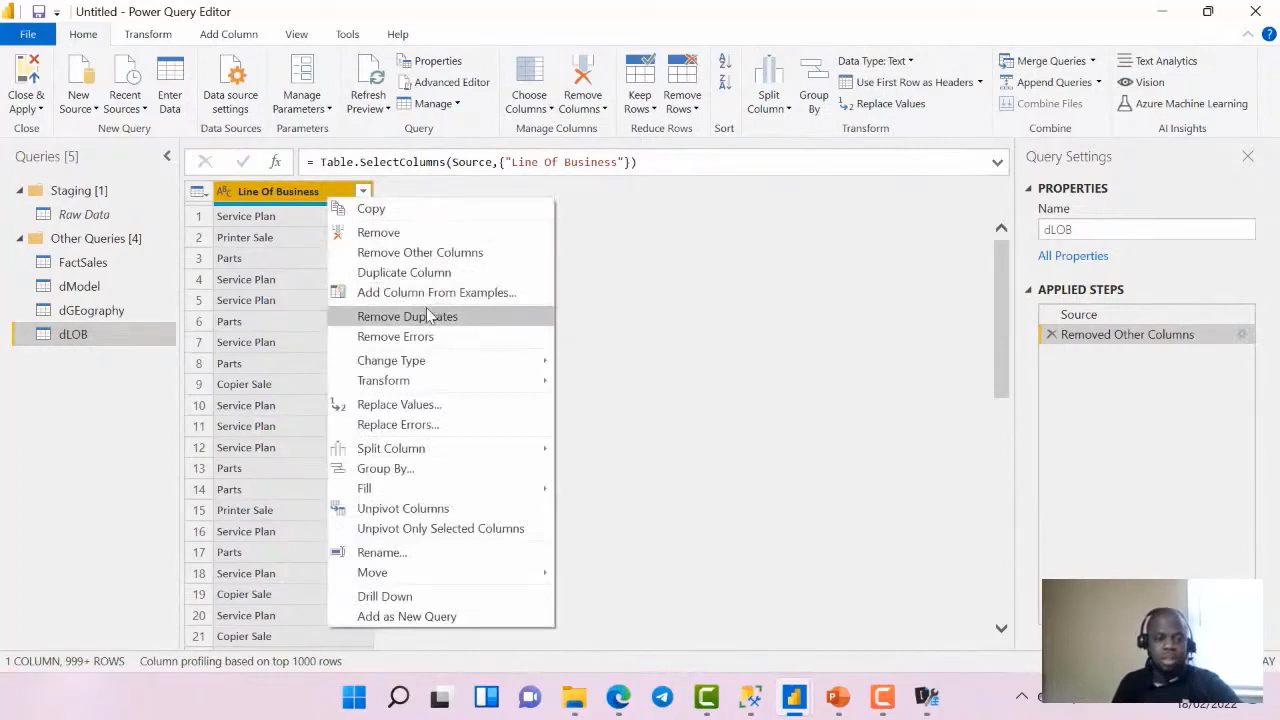 Untitled - Power Query Editor
File
Home
Transform
Add Column
View
Tools
Help
Close &
Apply
Close
New
Source
Recent
Sources
Enter
Data
New Query
Data source
settings
Data Sources
Manage
Parameters
Parameters
Refresh
Preview
Properties
Advanced Editor
Manage
Query
Choose
Columns
Remove
Columns
Manage Columns
Keep
Rows
Remove
Rows
Reduce Rows
Sort
Split
Column
Group
By
Data Type: Text
Use First Row as Headers
Replace Values
Transform
Merge Queries
Append Queries
Combine Files
Combine
Text Analytics
Vision
Azure Machine Learning
AI Insights
Queries [5]
Staging [1]
Raw Data
Other Queries [4]
FactSales
dModel
dGEography
dLOB
= Table.SelectColumns(Source,{"Line Of Business"})
Line Of Business
1 Service Plan
2 Printer Sale
3 Parts
4 Service Plan
5 Service Plan
6 Parts
7 Service Plan
8 Parts
9 Copier Sale
10 Service Plan
11 Service Plan
12 Service Plan
13 Parts
14 Parts
15 Printer Sale
16 Service Plan
17 Parts
18 Service Plan
19 Copier Sale
20 Service Plan
21 Copier Sale
Copy
Remove
Remove Other Columns
Duplicate Column
Add Column From Examples...
Remove Duplicates
Remove Errors
Change Type
Transform
Replace Values...
Replace Errors...
Split Column
Group By...
Fill
Unpivot Columns
Unpivot Only Selected Columns
Rename...
Move
Drill Down
Add as New Query
Query Settings
PROPERTIES
Name
dLOB
All Properties
APPLIED STEPS
Source
Removed Other Columns
1 COLUMN, 999+ ROWS
Column profiling based on top 1000 rows
18/02/2022